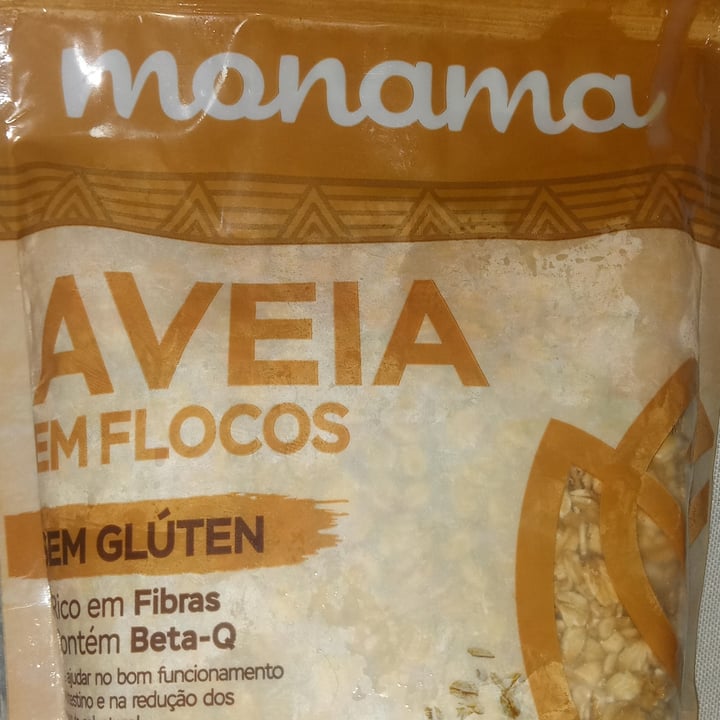 monama
AVEIA
EM FLOCOS
SEM GLÚTEN
Rico em Fibras
Contém Beta-Q
ajudar no bom funcionamento
e na redução dos